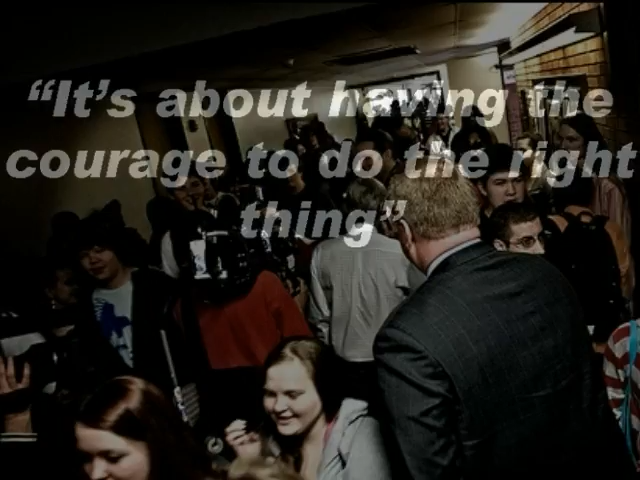 “It’s about having the
courage to do the right
thing”